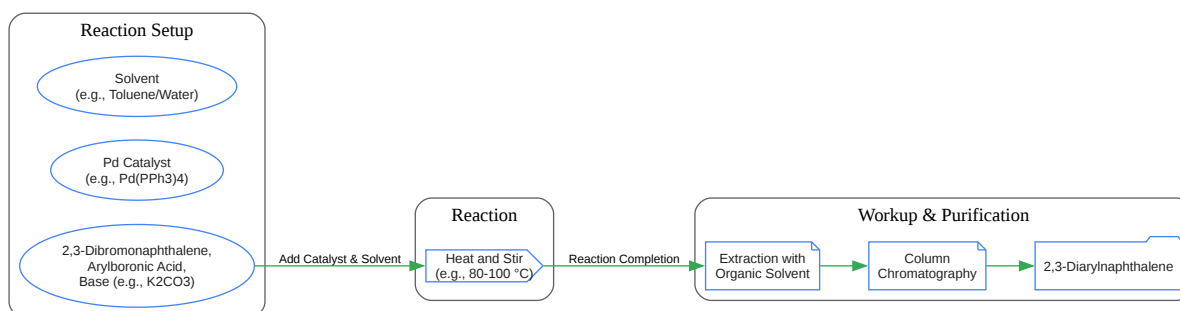 Reaction Setup
Solvent
(e.g., Toluene/Water)
Pd Catalyst
(e.g., Pd(PPh3)4)
2,3-Dibromonaphthalene,
Arylboronic Acid,
Base (e.g., K2CO3)
Add Catalyst & Solvent
Reaction
Heat and Stir
(e.g., 80-100 °C)
Reaction Completion
Workup & Purification
Extraction with
Organic Solvent
Column
Chromatography
2,3-Diarylnaphthalene